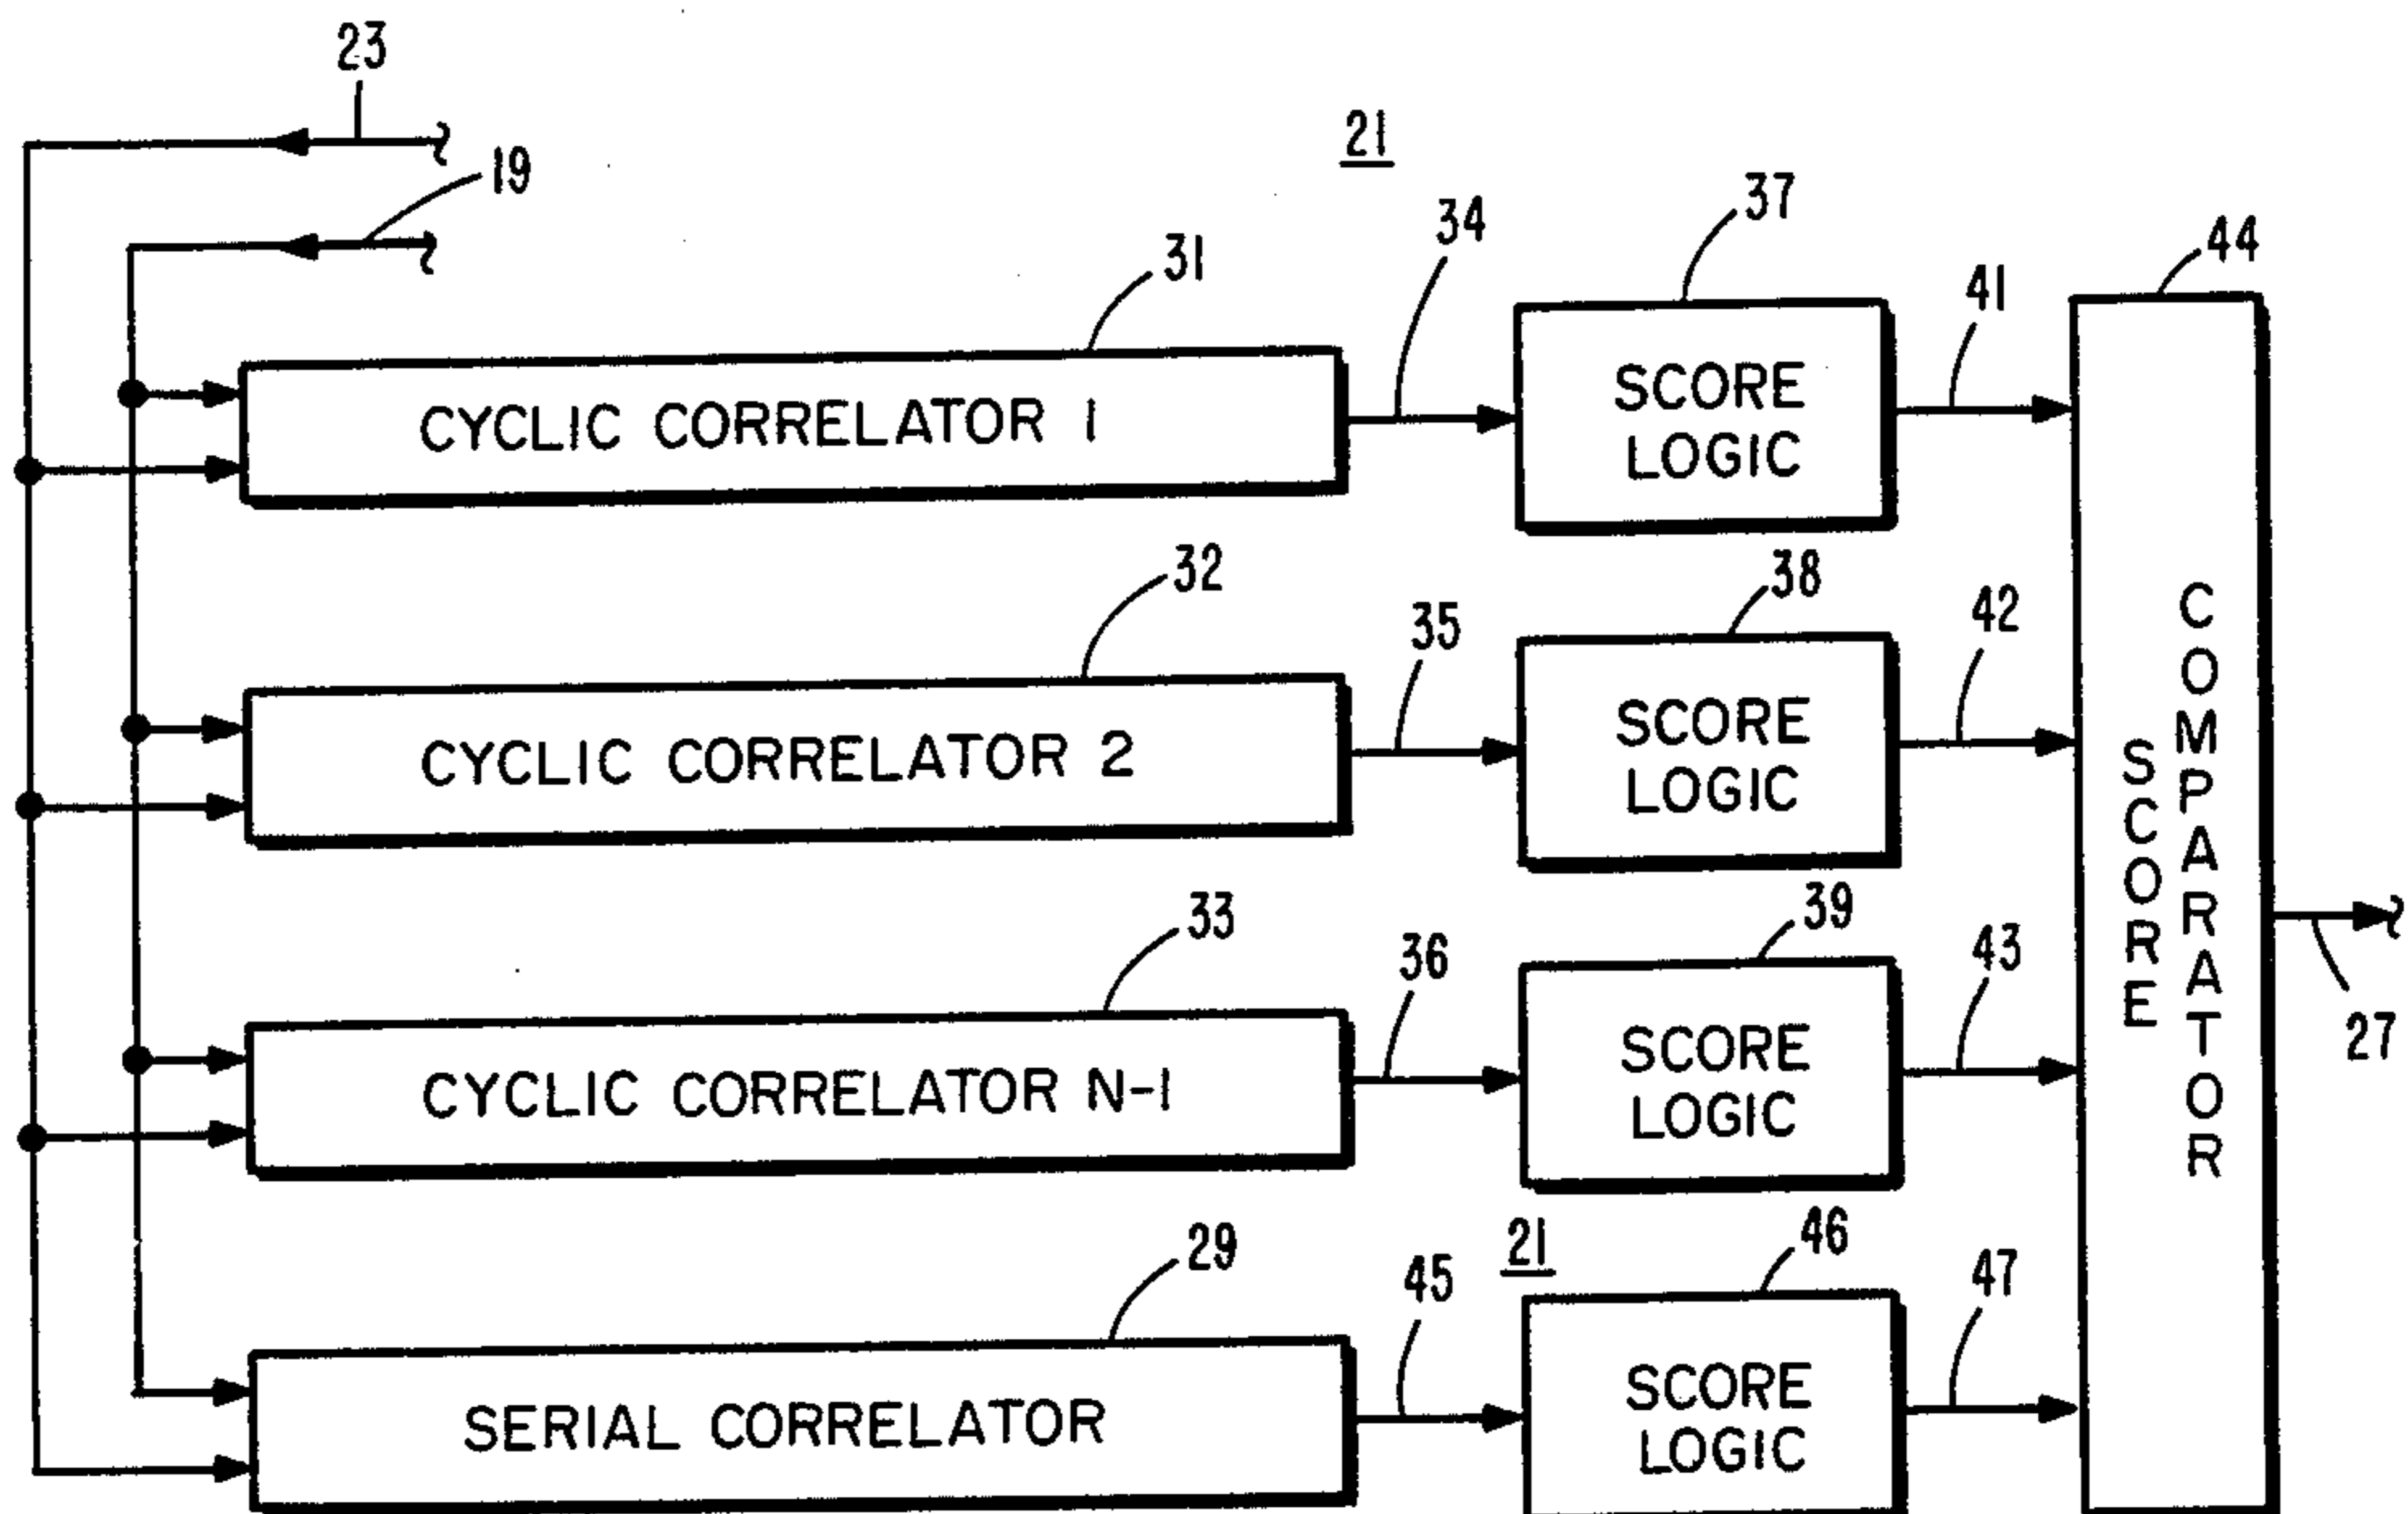 23
19
21
31
34
37
41
44
CYCLIC CORRELATOR 1
SCORE
LOGIC
32
35
38
42
CYCLIC CORRELATOR 2
SCORE
LOGIC
SCORE
COMPARATOR
27
33
36
39
43
CYCLIC CORRELATOR N-1
SCORE
LOGIC
29
45
21
46
47
SERIAL CORRELATOR
SCORE
LOGIC